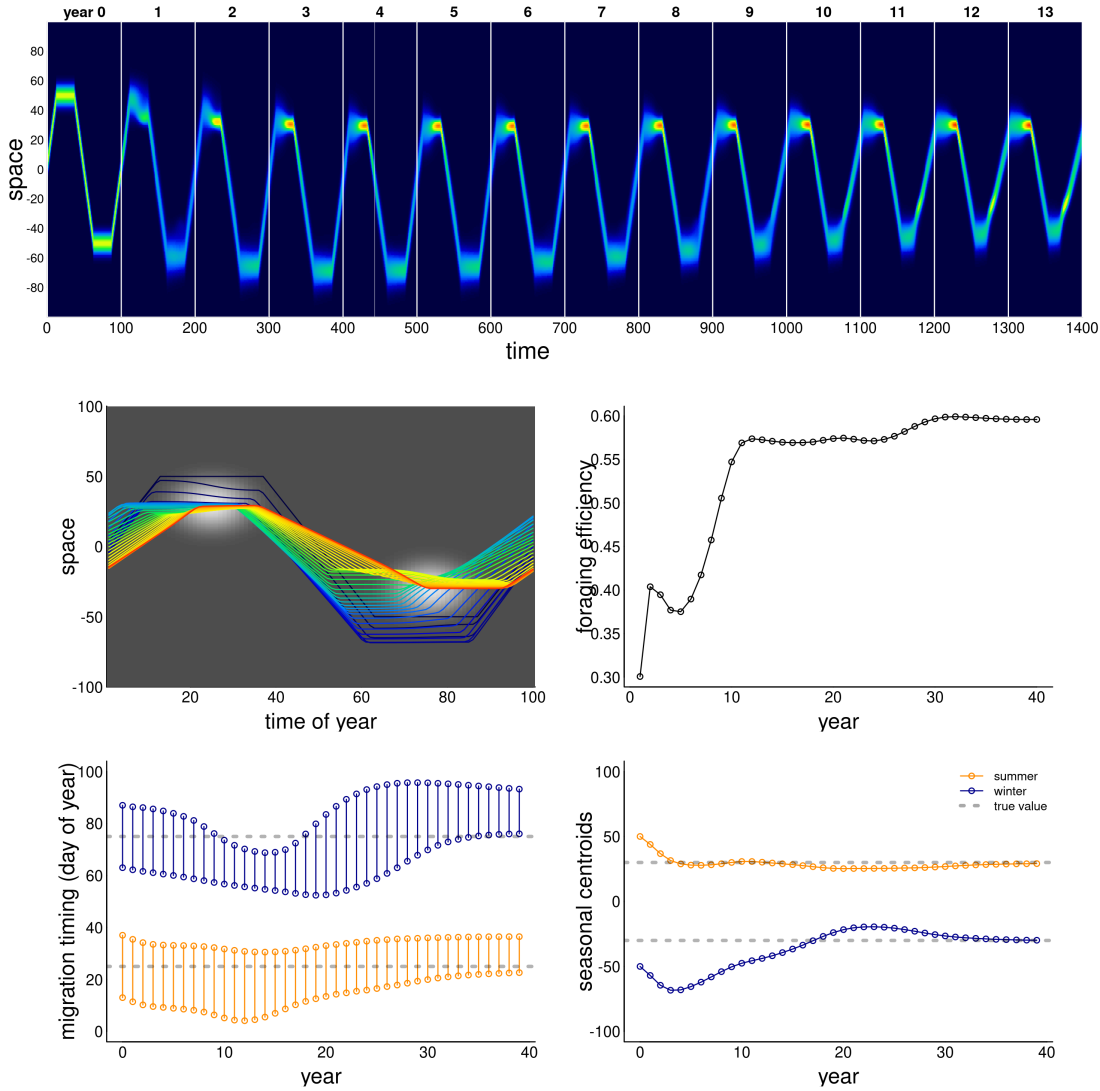 year 0 1 2 3 4 5 6 7 8 9 10 11 12 13
80
60
40
20
0
-20
-40
-60
-80
space
0 100 200 300 400 500 600 700 800 900 1000 1100 1200 1300 1400
time
100
50
0
-50
-100
space
20 40 60 80 100
time of year
0.60
0.55
0.50
0.45
0.40
0.35
0.30
foraging efficiency
0 10 20 30 40
year
100
80
60
40
20
0
migration timing (day of year)
0 10 20 30 40
year
100
50
0
-50
-100
seasonal centroids
summer
winter
true value
0 10 20 30 40
year